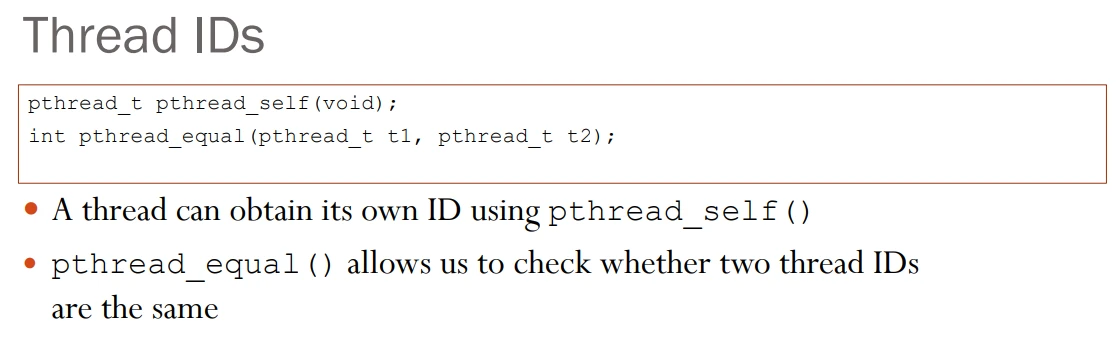 Thread IDs
pthread_t pthread_self(void);
int pthread_equal(pthread_t t1, pthread_t t2);
• A thread can obtain its own ID using pthread_self()
• pthread_equal() allows us to check whether two thread IDs
are the same